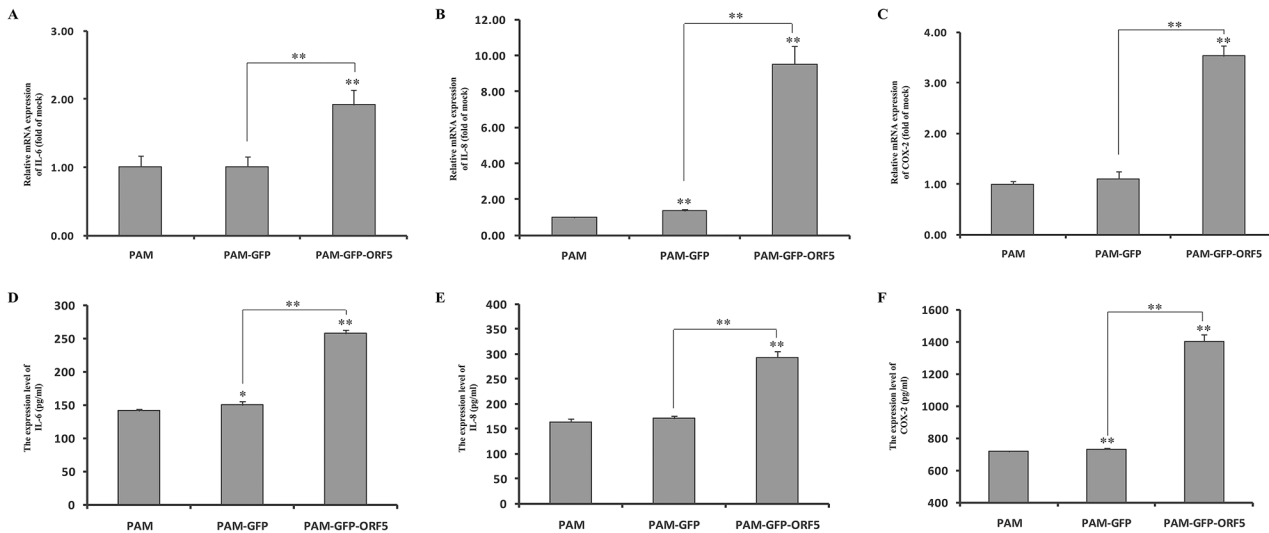 A
Relative mRNA expression
of IL-6 (fold of mock)
3.00
2.00
1.00
0.00
**
**
PAM
PAM-GFP
PAM-GFP-ORF5
B
Relative mRNA expression
of IL-8 (fold of mock)
12.00
10.00
8.00
6.00
4.00
2.00
0.00
**
**
**
PAM
PAM-GFP
PAM-GFP-ORF5
C
Relative mRNA expression
of COX-2 (fold of mock)
4.00
3.00
2.00
1.00
0.00
**
**
PAM
PAM-GFP
PAM-GFP-ORF5
D
The expression level of
IL-6 (pg/ml)
300
250
200
150
100
50
0
**
**
*
PAM
PAM-GFP
PAM-GFP-ORF5
E
The expression level of
IL-8 (pg/ml)
400
350
300
250
200
150
100
50
0
**
**
PAM
PAM-GFP
PAM-GFP-ORF5
F
The expression level of
COX-2 (pg/ml)
1600
1400
1200
1000
800
600
400
**
**
**
PAM
PAM-GFP
PAM-GFP-ORF5